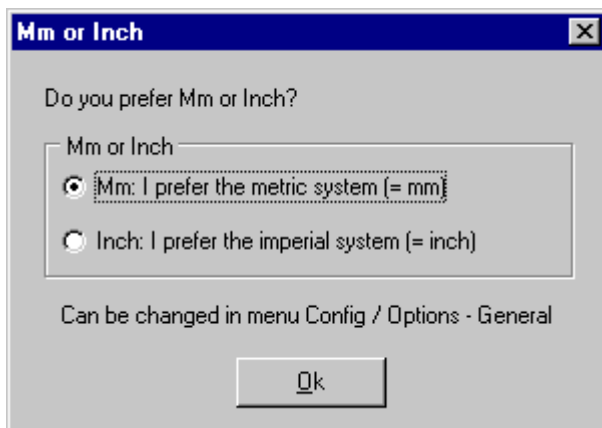 Mm or Inch
Do you prefer Mm or Inch?
Mm or Inch
Mm: I prefer the metric system (= mm)
Inch: I prefer the imperial system (= inch)
Can be changed in menu Config / Options - General
Ok